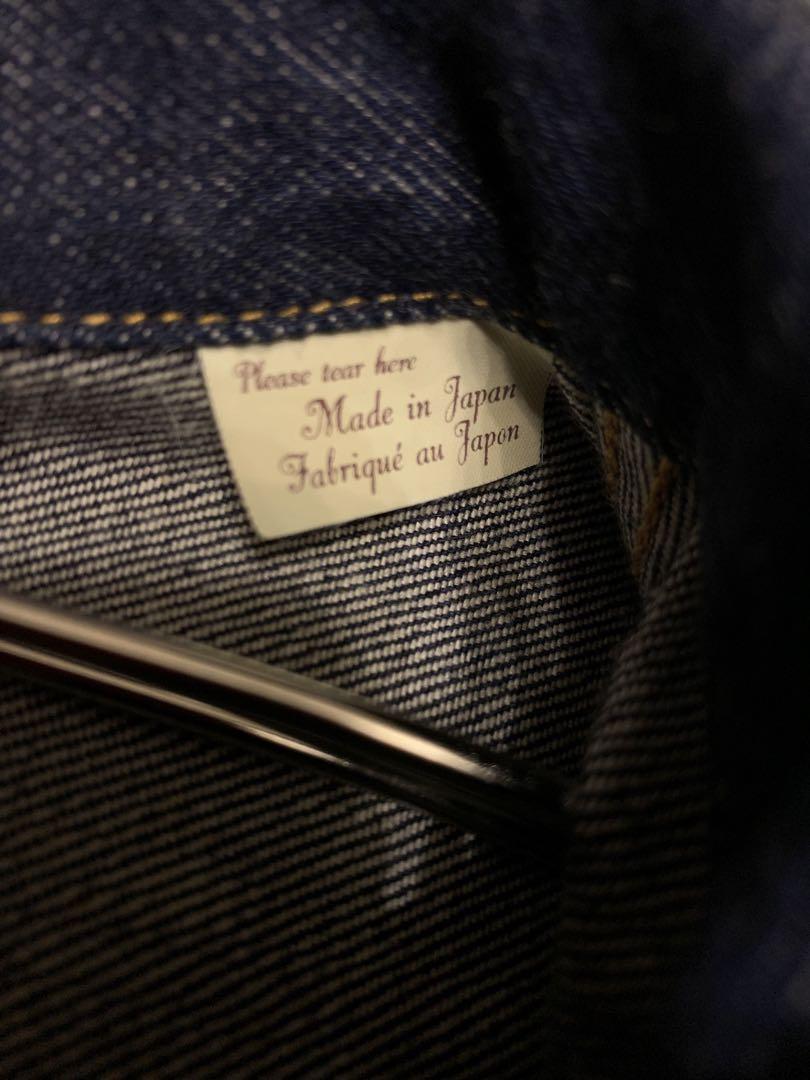 Please tear here
Made in Japan
Fabriqué au Japon